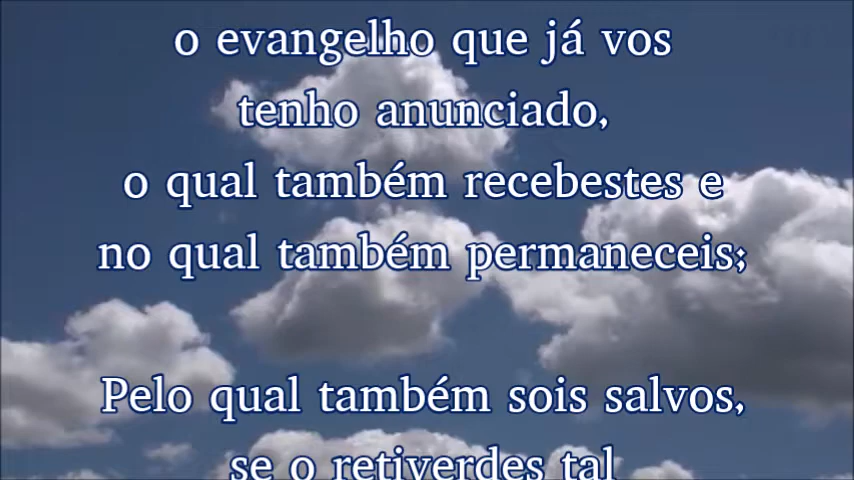 o evangelho que já vos
tenho anunciado,
o qual também recebestes e
no qual também permaneceis;
Pelo qual também sois salvos,
se o retiverdes tal